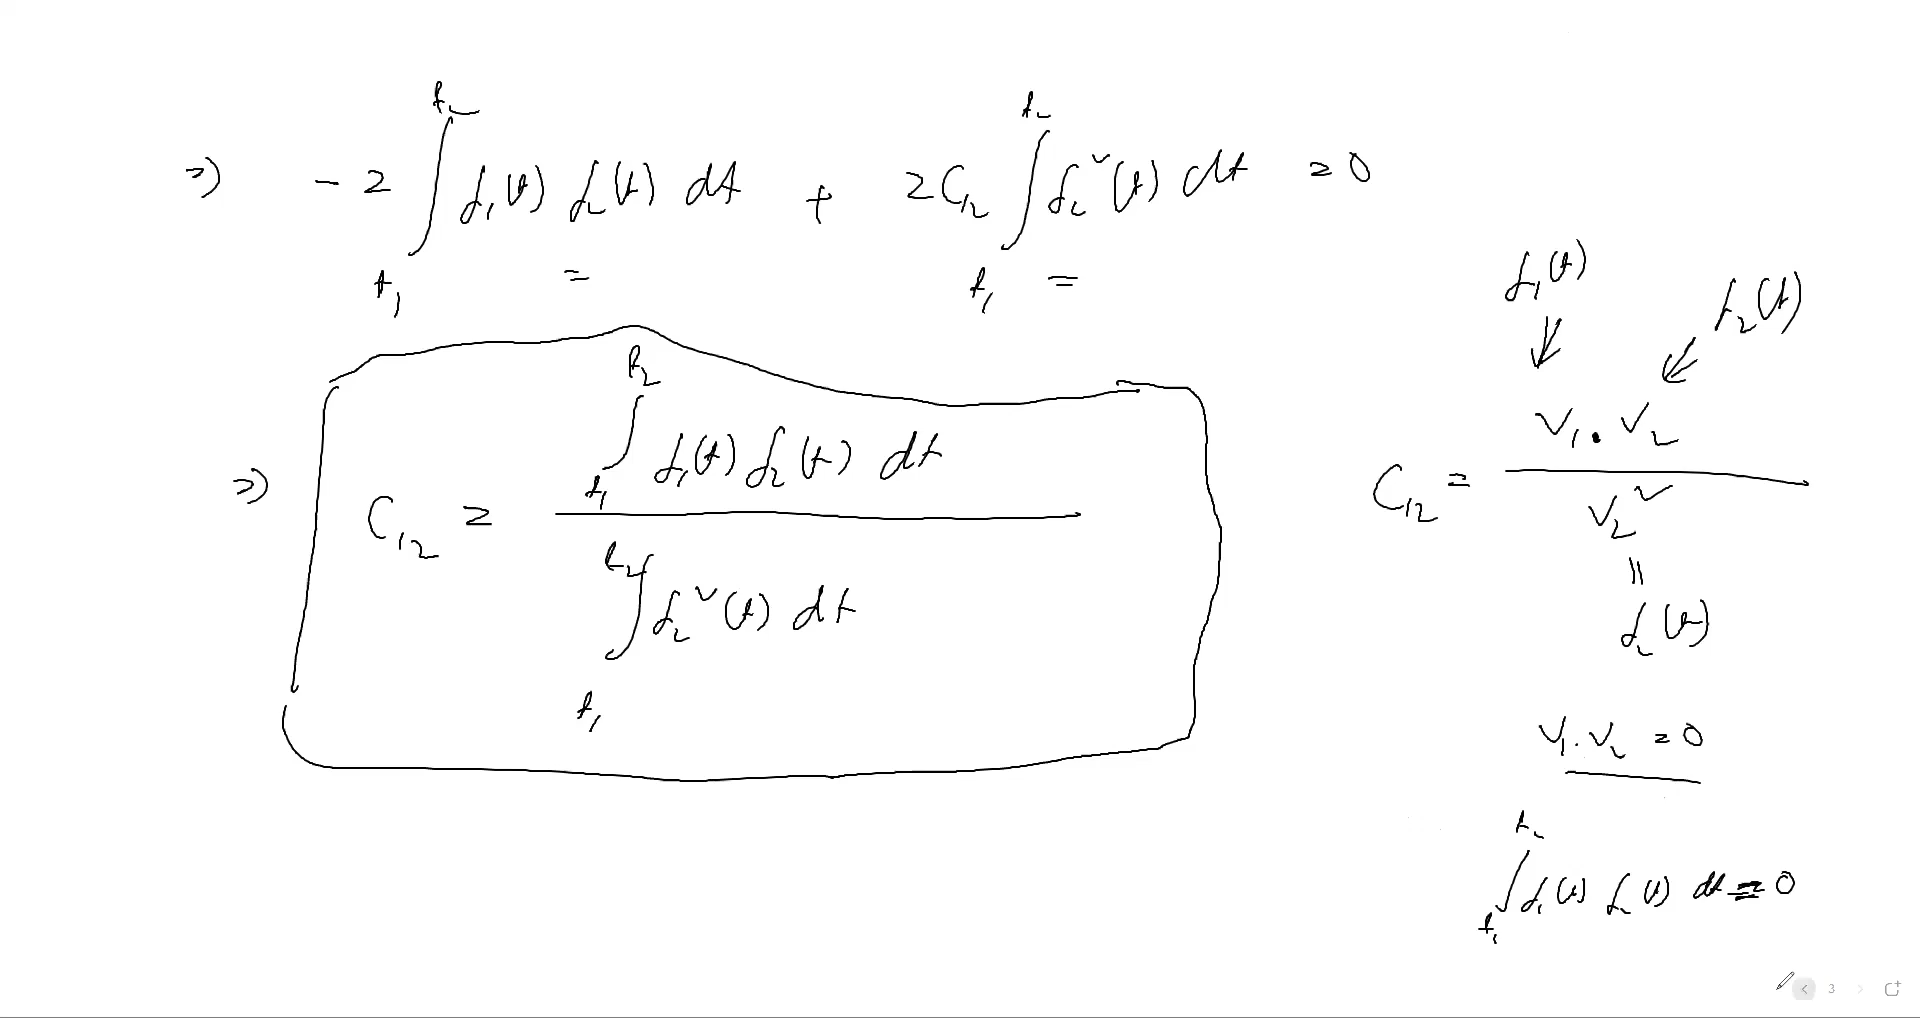 ⇒ -2 ∫_{t₁}^{t₂} f₁(t) f₂(t) dt + 2C₁₂ ∫_{t₁}^{t₂} f₂²(t) dt = 0
⇒ C₁₂ = ∫_{t₁}^{t₂} f₁(t) f₂(t) dt / ∫_{t₁}^{t₂} f₂²(t) dt
f₁(t) f₂(t)
↓ ↙
C₁₂ = V₁ · V₂ / V₂²
||
f₂(t)
V₁ · V₂ = 0
∫_{t₁}^{t₂} f₁(t) f₂(t) dt = 0
3